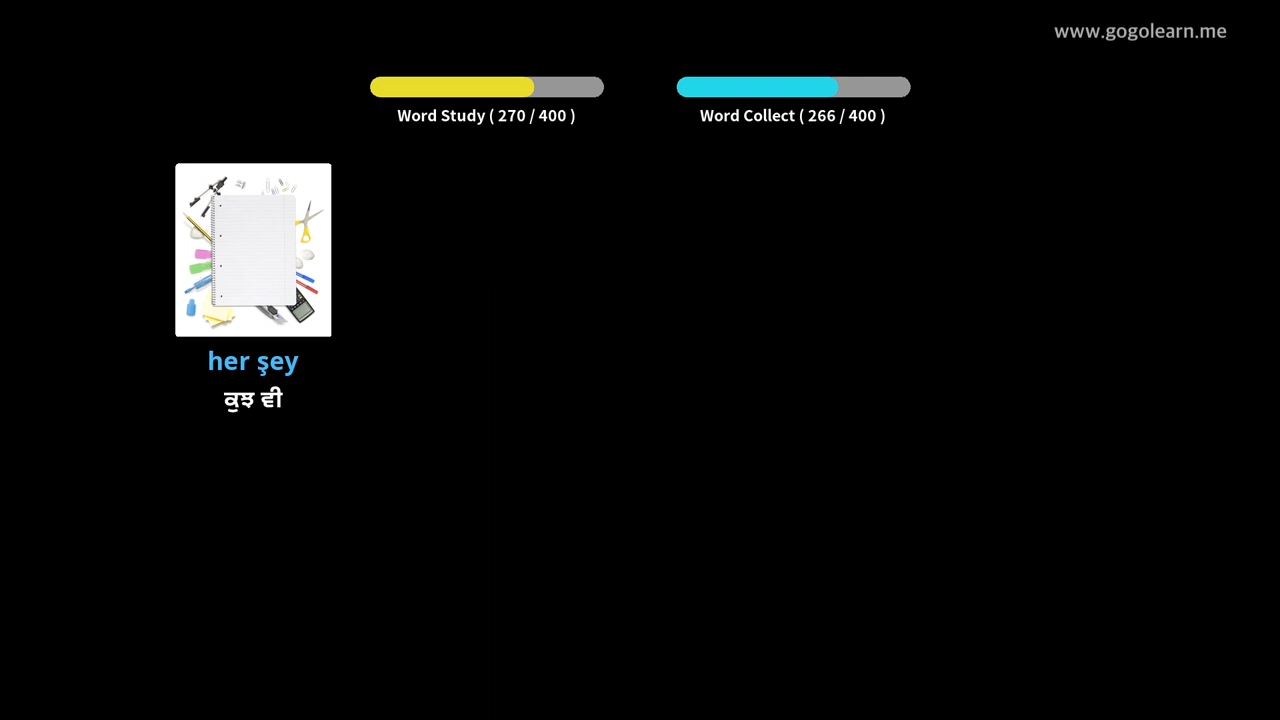 www.gogolearn.me
Word Study ( 270 / 400 )
Word Collect ( 266 / 400 )
her şey
ਕੁਝ ਵੀ